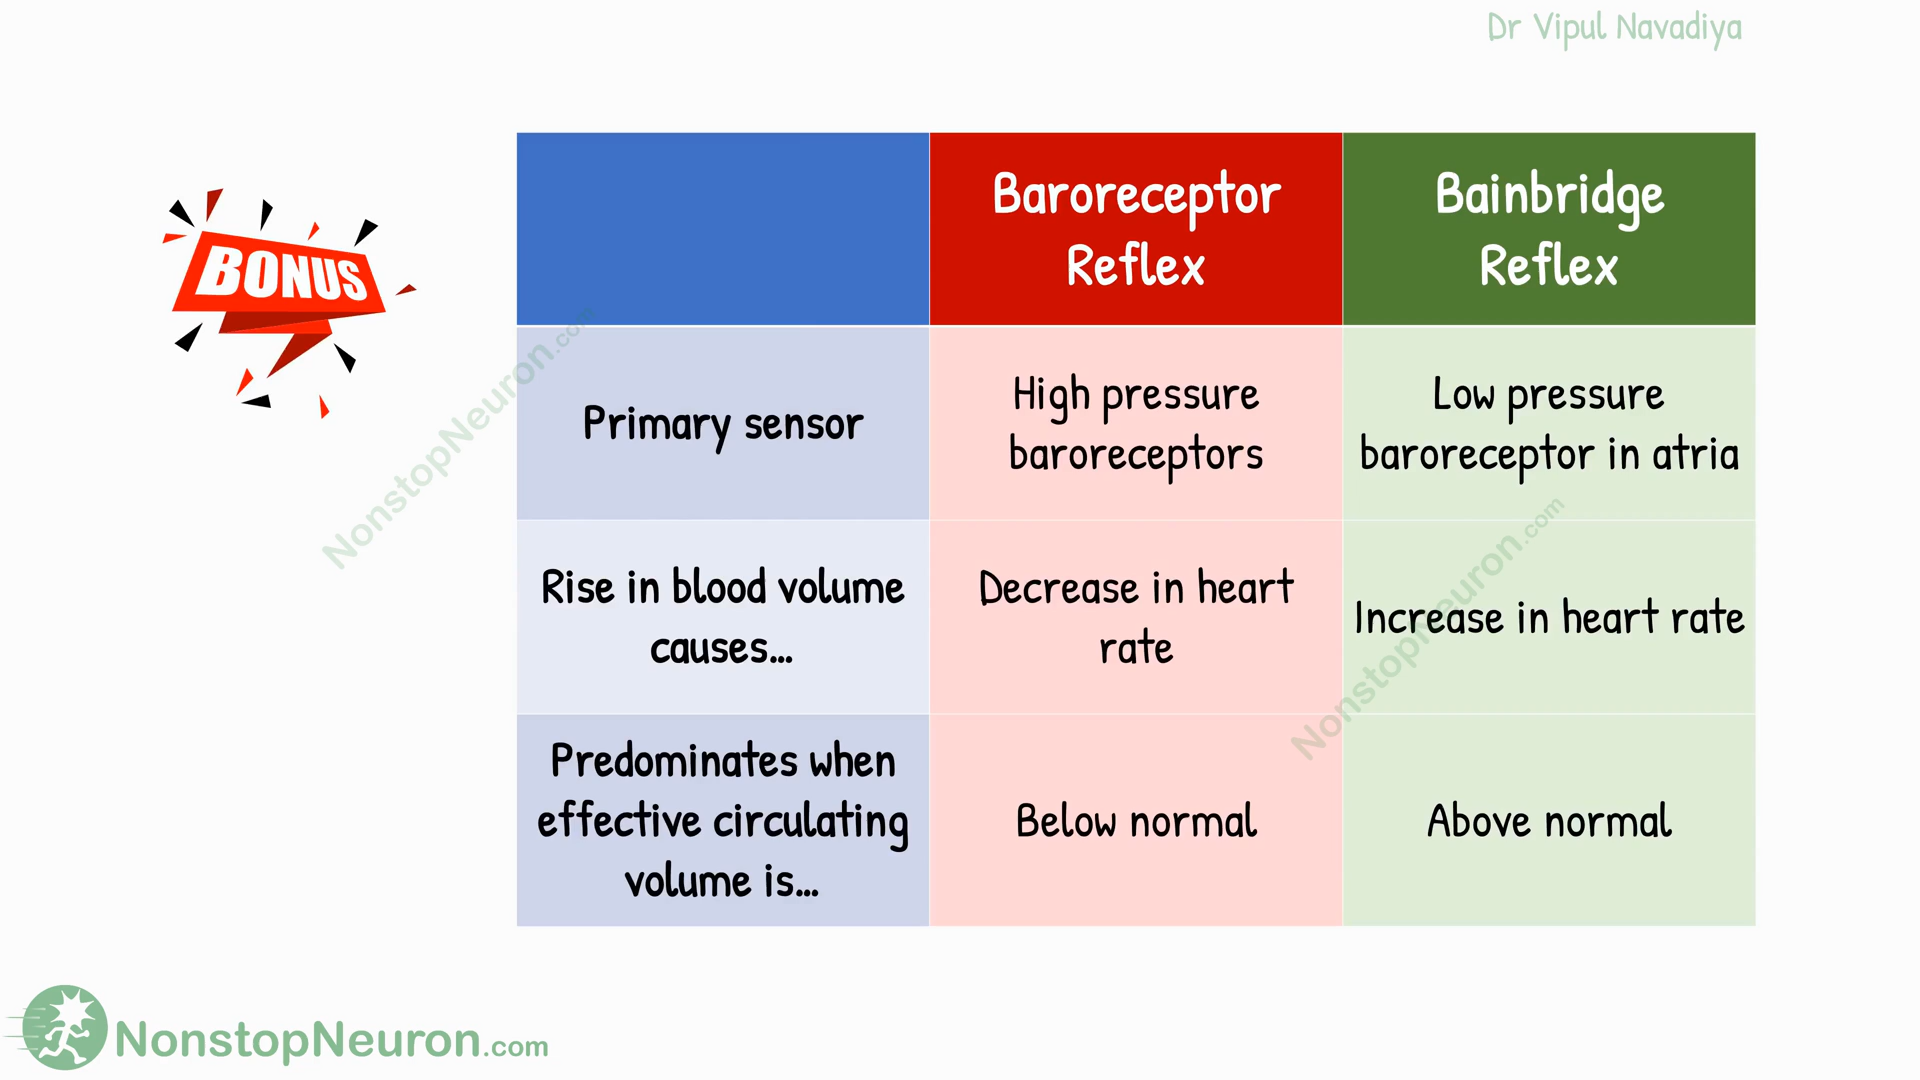 Dr Vipul Navadiya
BONUS
Baroreceptor
Reflex
Bainbridge
Reflex
Primary sensor
High pressure
baroreceptors
Low pressure
baroreceptor in atria
Rise in blood volume
causes...
Decrease in heart
rate
Increase in heart rate
Predominates when
effective circulating
volume is...
Below normal
Above normal
NonstopNeuron.com
NonstopNeuron.com
NonstopNeuron.com